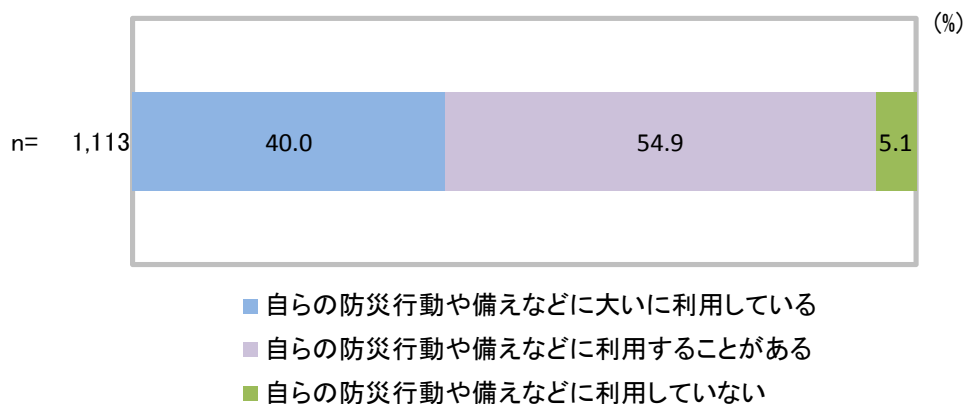 (%)
n= 1,113 40.0 54.9 5.1
■ 自らの防災行動や備えなどに大いに利用している
■ 自らの防災行動や備えなどに利用することがある
■ 自らの防災行動や備えなどに利用していない